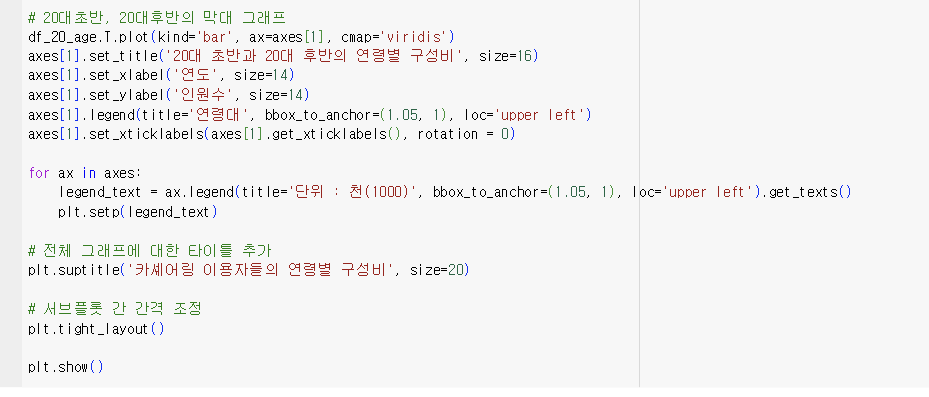 # 20대초반, 20대후반의 막대 그래프
df_20_age.T.plot(kind='bar', ax=axes[1], cmap='viridis')
axes[1].set_title('20대 초반과 20대 후반의 연령별 구성비', size=16)
axes[1].set_xlabel('연도', size=14)
axes[1].set_ylabel('인원수', size=14)
axes[1].legend(title='연령대', bbox_to_anchor=(1.05, 1), loc='upper left')
axes[1].set_xticklabels(axes[1].get_xticklabels(), rotation = 0)
for ax in axes:
    legend_text = ax.legend(title='단위 : 천(1000)', bbox_to_anchor=(1.05, 1), loc='upper left').get_texts()
    plt.setp(legend_text)
# 전체 그래프에 대한 타이틀 추가
plt.suptitle('카셰어링 이용자들의 연령별 구성비', size=20)
# 서브플롯 간 간격 조정
plt.tight_layout()
plt.show()